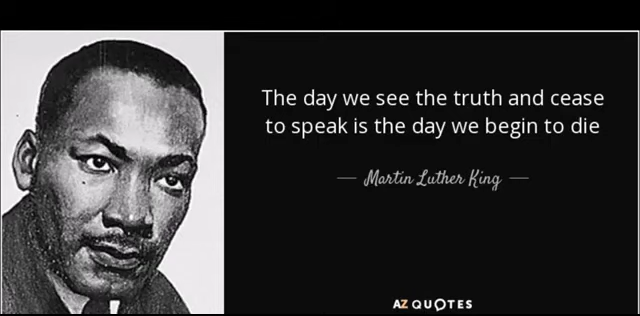 The day we see the truth and cease
to speak is the day we begin to die
— Martin Luther King —
AZ QUOTES